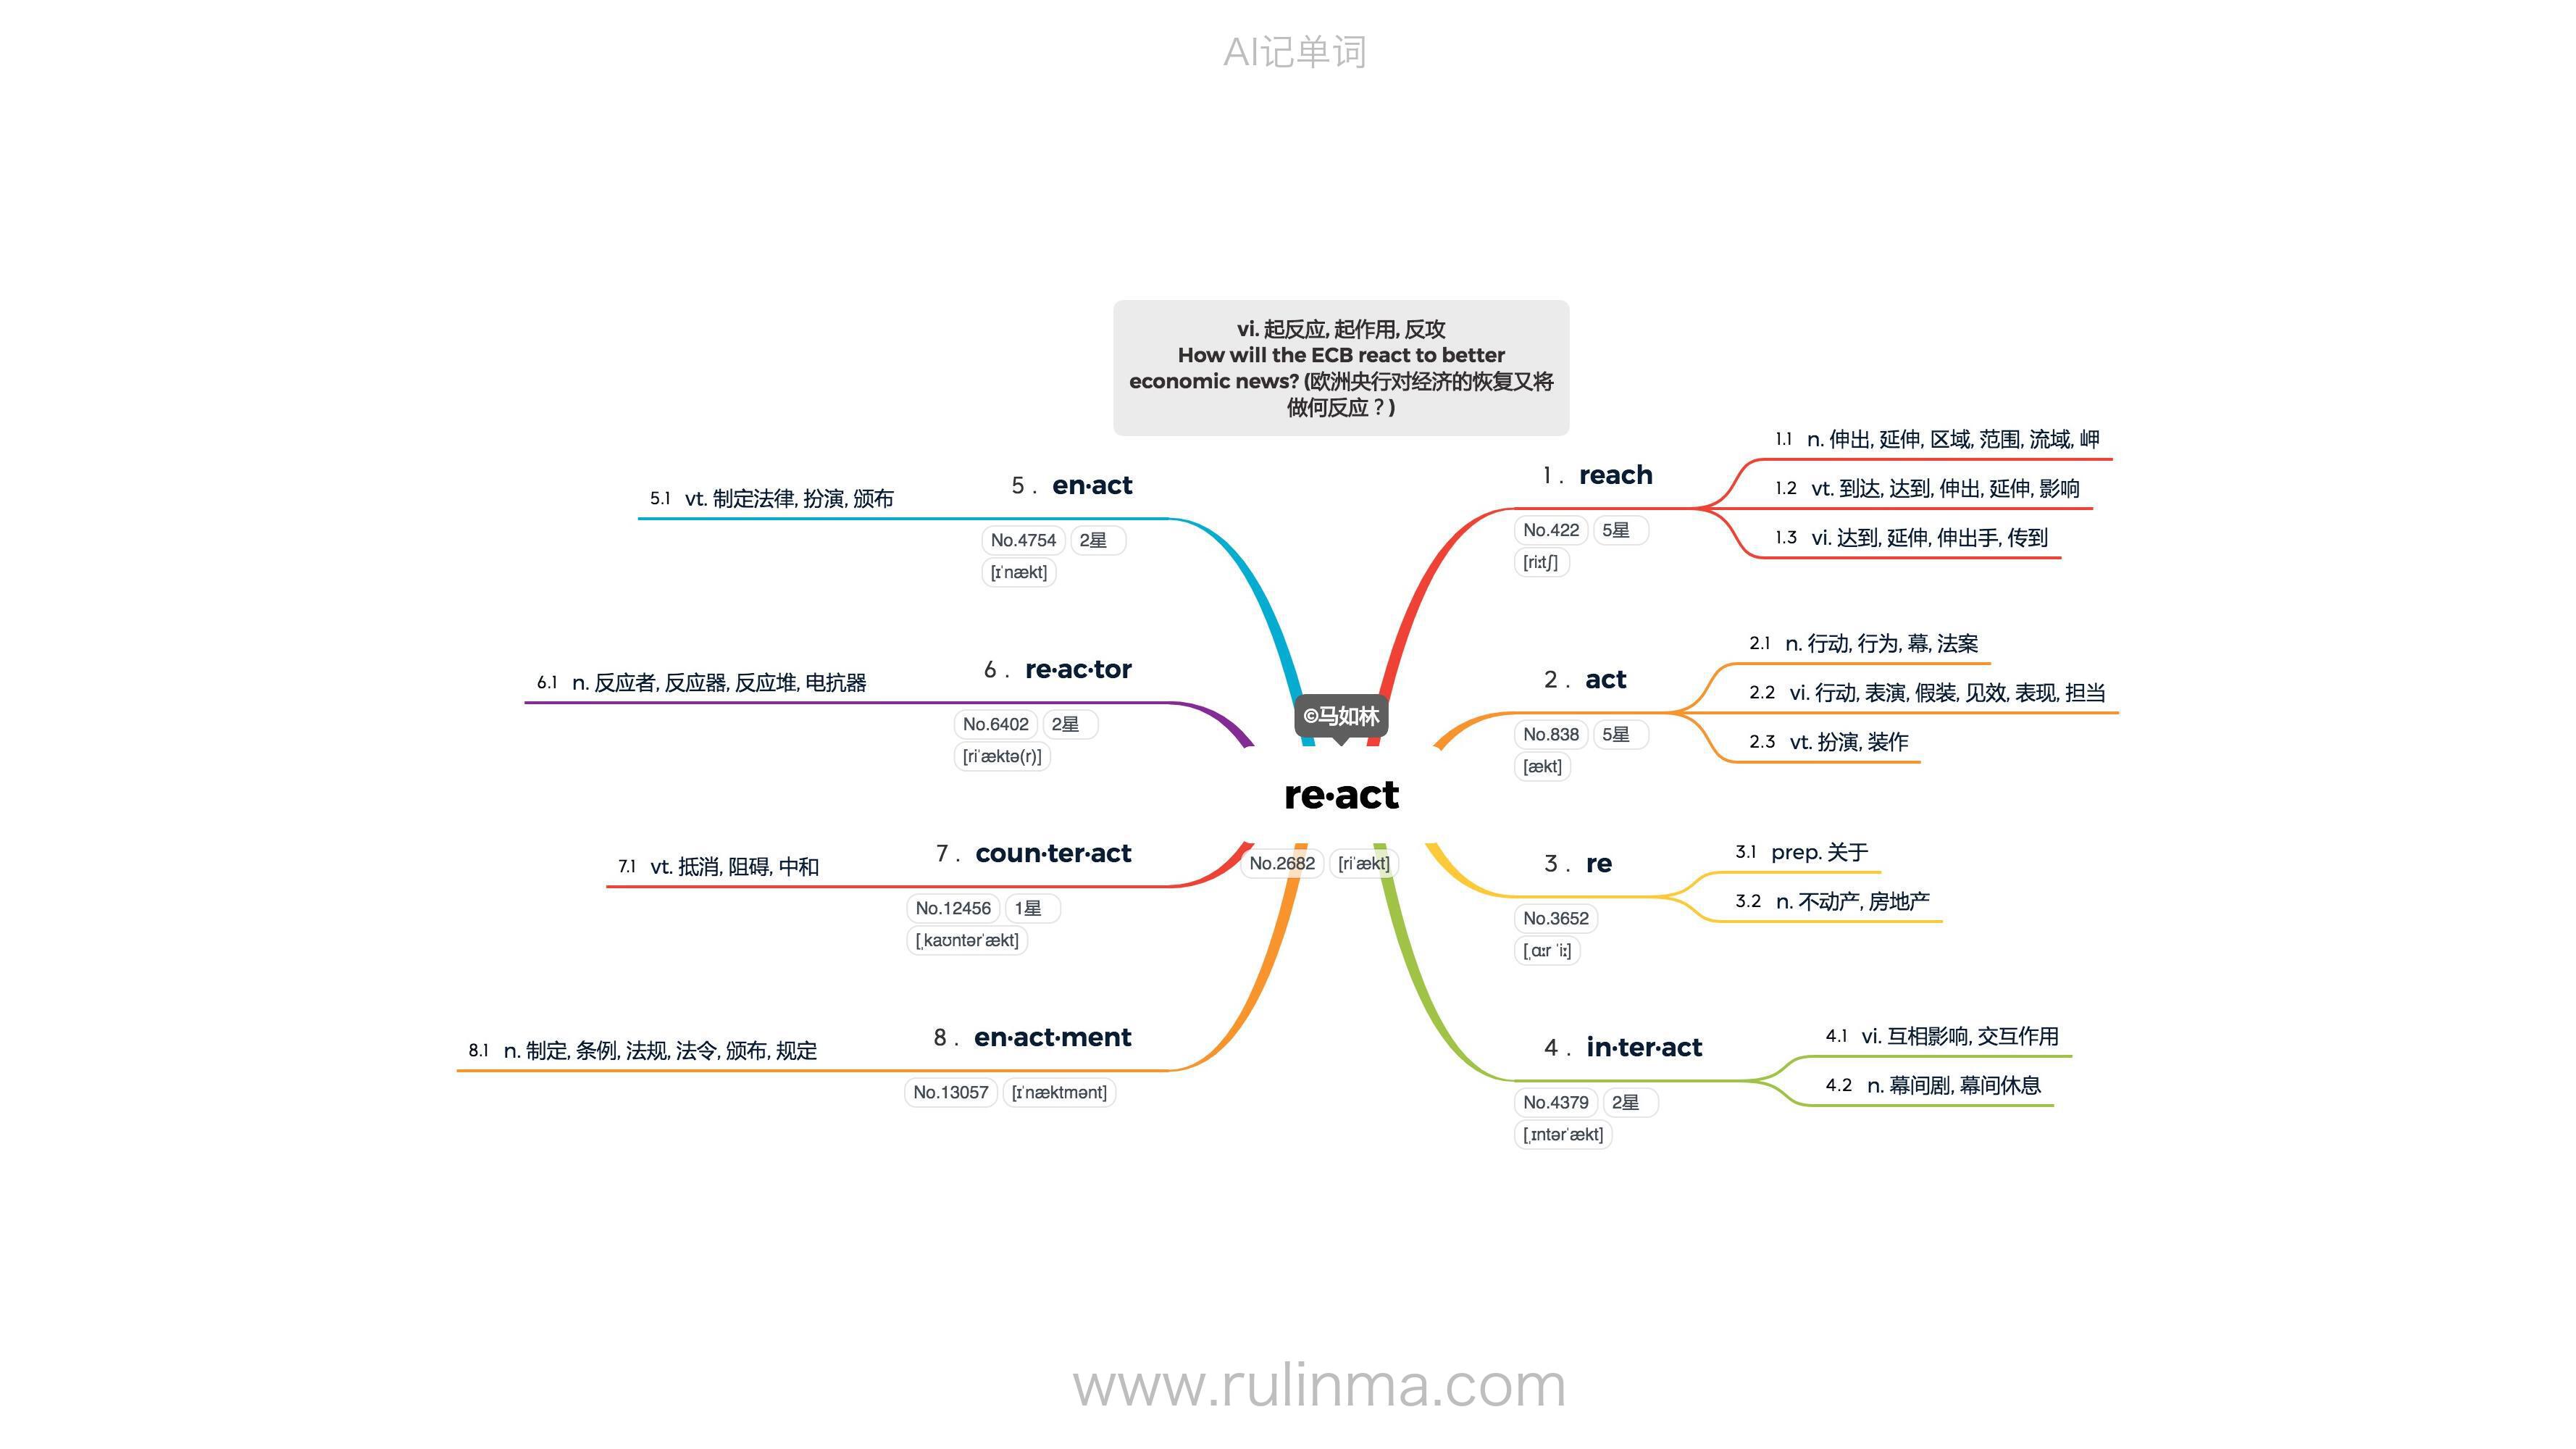 AI记单词
vi. 起反应, 起作用, 反攻
How will the ECB react to better
economic news? (欧洲央行对经济的恢复又将
做何反应？)
©马如林
re·act
No.2682 [riˈækt]
1 . reach
No.422 5星
[riːtʃ]
1.1 n. 伸出, 延伸, 区域, 范围, 流域, 岬
1.2 vt. 到达, 达到, 伸出, 延伸, 影响
1.3 vi. 达到, 延伸, 伸出手, 传到
2 . act
No.838 5星
[ækt]
2.1 n. 行动, 行为, 幕, 法案
2.2 vi. 行动, 表演, 假装, 见效, 表现, 担当
2.3 vt. 扮演, 装作
3 . re
No.3652
[ˌɑːr ˈiː]
3.1 prep. 关于
3.2 n. 不动产, 房地产
4 . in·ter·act
No.4379 2星
[ˌɪntərˈækt]
4.1 vi. 互相影响, 交互作用
4.2 n. 幕间剧, 幕间休息
5 . en·act
No.4754 2星
[ɪˈnækt]
5.1 vt. 制定法律, 扮演, 颁布
6 . re·ac·tor
No.6402 2星
[riˈæktə(r)]
6.1 n. 反应者, 反应器, 反应堆, 电抗器
7 . coun·ter·act
No.12456 1星
[ˌkaʊntərˈækt]
7.1 vt. 抵消, 阻碍, 中和
8 . en·act·ment
No.13057 [ɪˈnæktmənt]
8.1 n. 制定, 条例, 法规, 法令, 颁布, 规定
www.rulinma.com